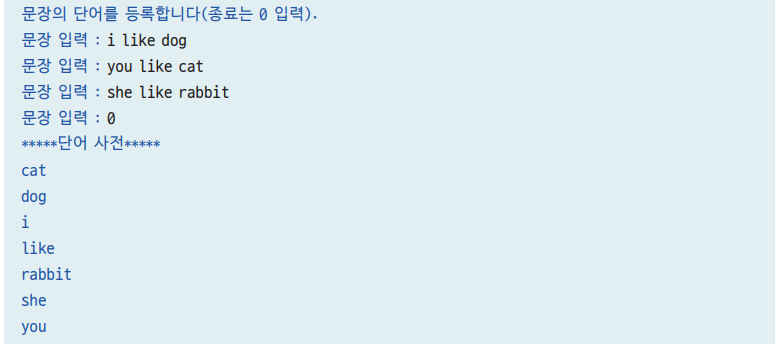 문장의 단어를 등록합니다(종료는 0 입력).
문장 입력 : i like dog
문장 입력 : you like cat
문장 입력 : she like rabbit
문장 입력 : 0
*****단어 사전*****
cat
dog
i
like
rabbit
she
you